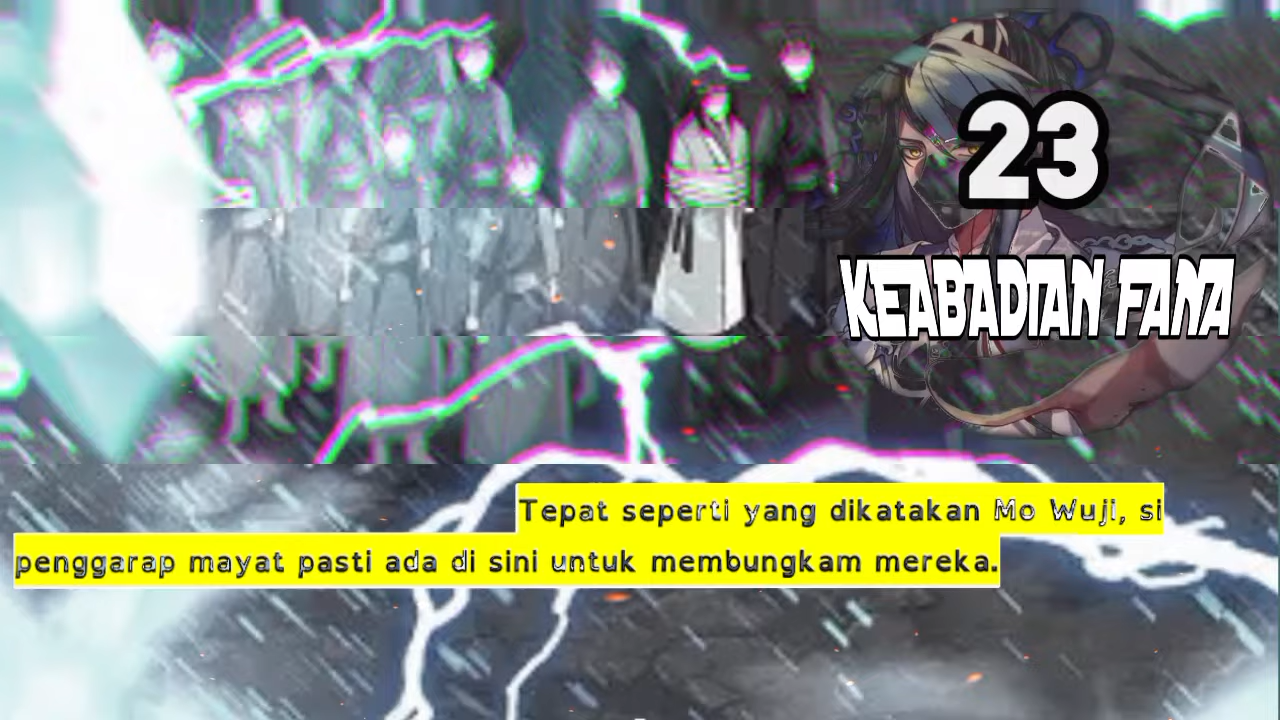 23
KEABADIAN FANA
Tepat seperti yang dikatakan Mo Wuji, si
penggarap mayat pasti ada di sini untuk membungkam mereka.